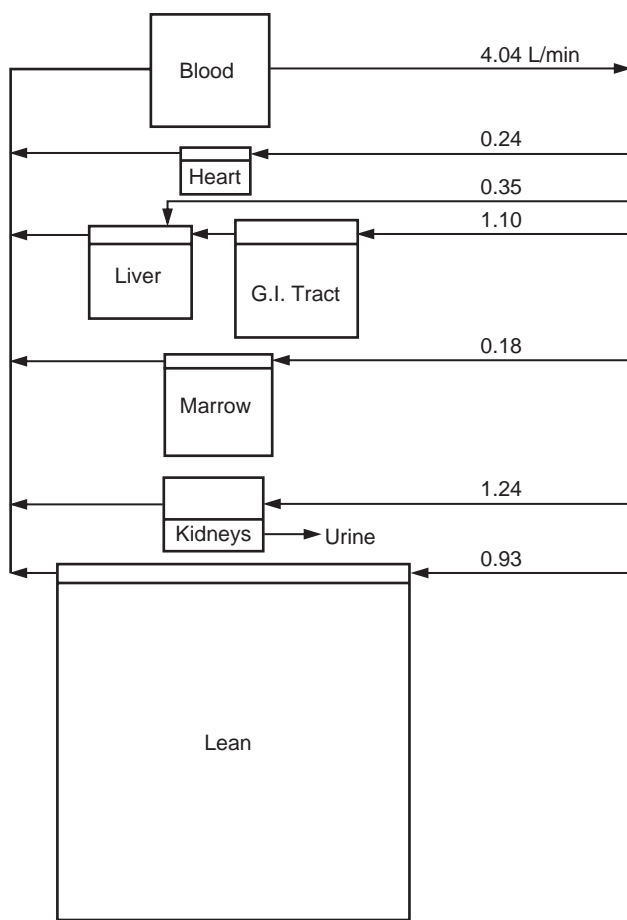 Blood
4.04 L/min
0.24
Heart
0.35
1.10
Liver
G.I. Tract
0.18
Marrow
1.24
Kidneys
Urine
0.93
Lean